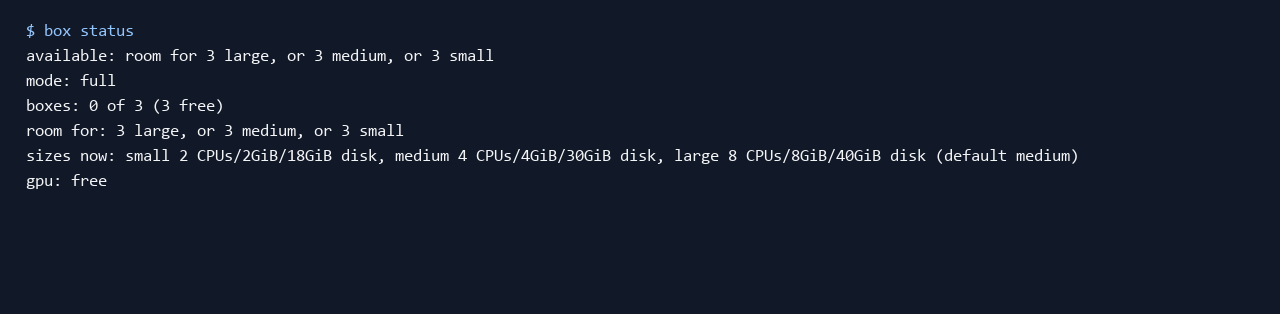 $ box status
available: room for 3 large, or 3 medium, or 3 small
mode: full
boxes: 0 of 3 (3 free)
room for: 3 large, or 3 medium, or 3 small
sizes now: small 2 CPUs/2GiB/18GiB disk, medium 4 CPUs/4GiB/30GiB disk, large 8 CPUs/8GiB/40GiB disk (default medium)
gpu: free